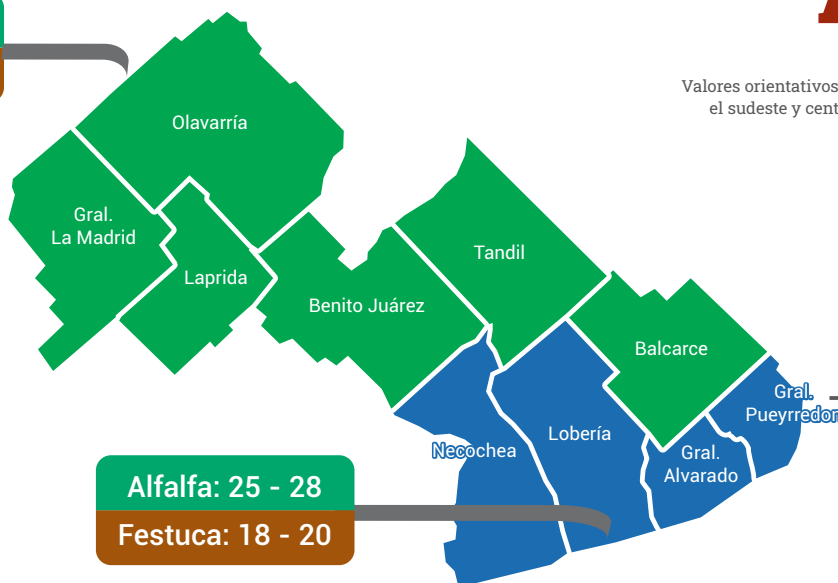 Valores orientativos
el sudeste y cent
Olavarría
Gral.
La Madrid
Laprida
Benito Juárez
Tandil
Balcarce
Gral.
Pueyrredon
Necochea
Lobería
Gral.
Alvarado
Alfalfa: 25 - 28
Festuca: 18 - 20